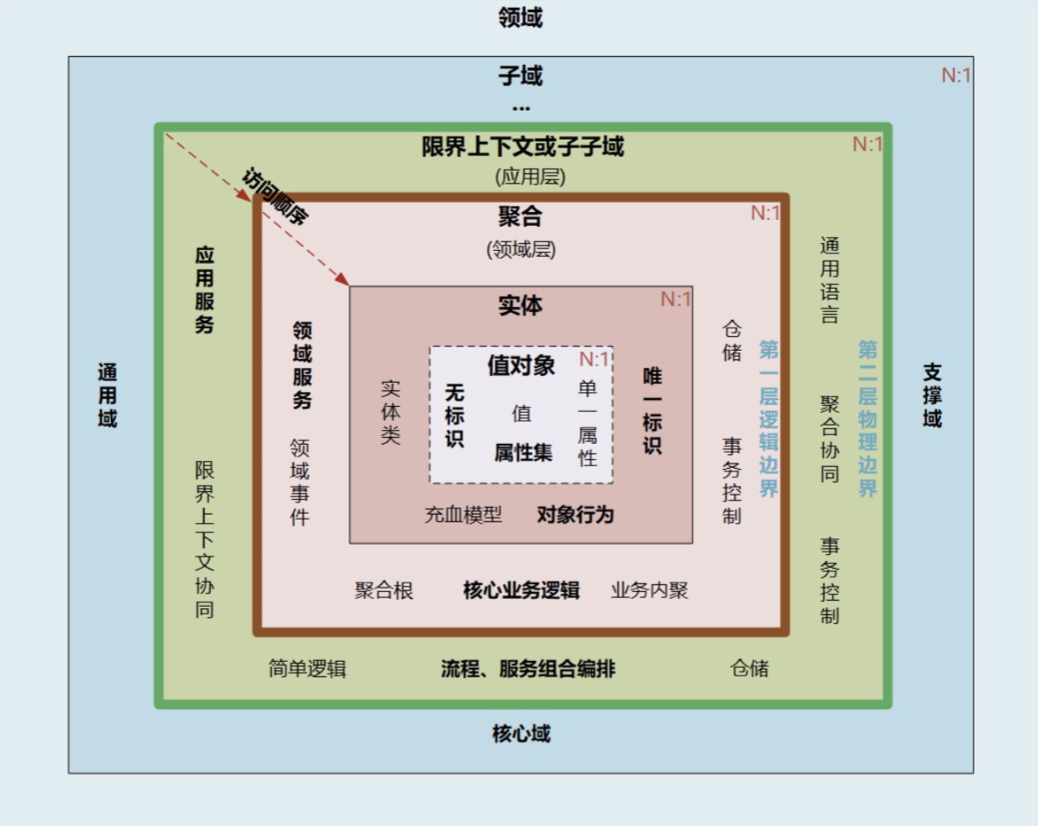 领域
子域
N:1
...
限界上下文或子子域
N:1
(应用层)
访问顺序
聚合
N:1
(领域层)
实体
N:1
值对象
N:1
无标识
值
单一属性
属性集
实体类
唯一标识
充血模型
对象行为
领域服务
领域事件
仓储
事务控制
第一层逻辑边界
聚合根
核心业务逻辑
业务内聚
应用服务
限界上下文协同
通用语言
聚合协同
事务控制
第二层物理边界
简单逻辑
流程、服务组合编排
仓储
通用域
支撑域
核心域